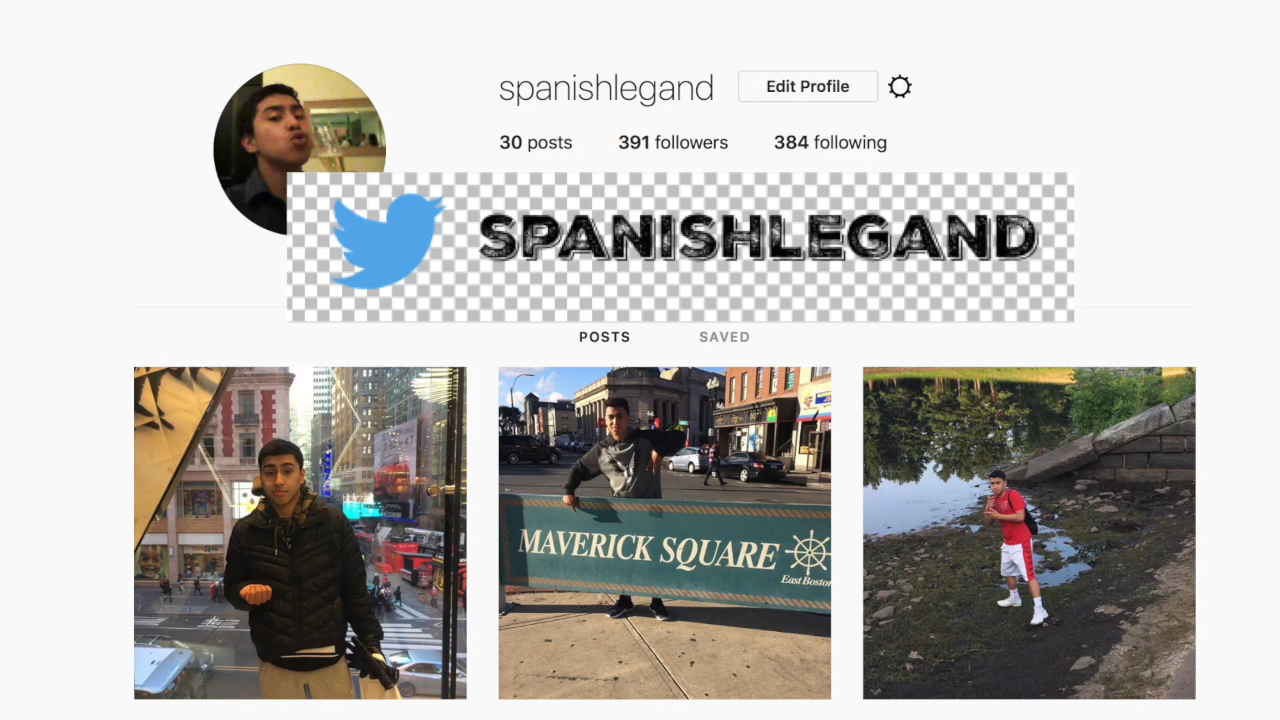 spanishlegand Edit Profile
30 posts 391 followers 384 following
SPANISHLEGAND
POSTS SAVED
MAVERICK SQUARE
East Boston